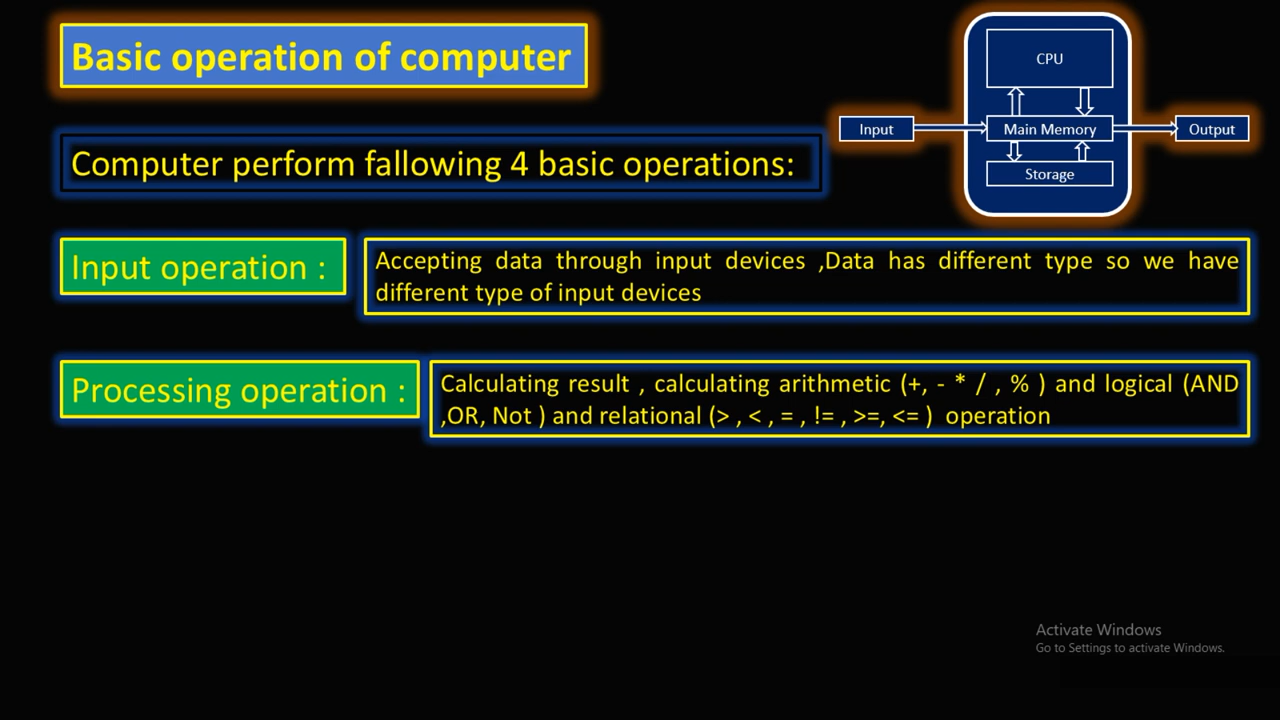 Basic operation of computer
CPU
Input
Main Memory
Output
Storage
Computer perform fallowing 4 basic operations:
Input operation :
Accepting data through input devices ,Data has different type so we have
different type of input devices
Processing operation :
Calculating result , calculating arithmetic (+, - * / , % ) and logical (AND
,OR, Not ) and relational (> , < , = , != , >=, <= ) operation
Activate Windows
Go to Settings to activate Windows.